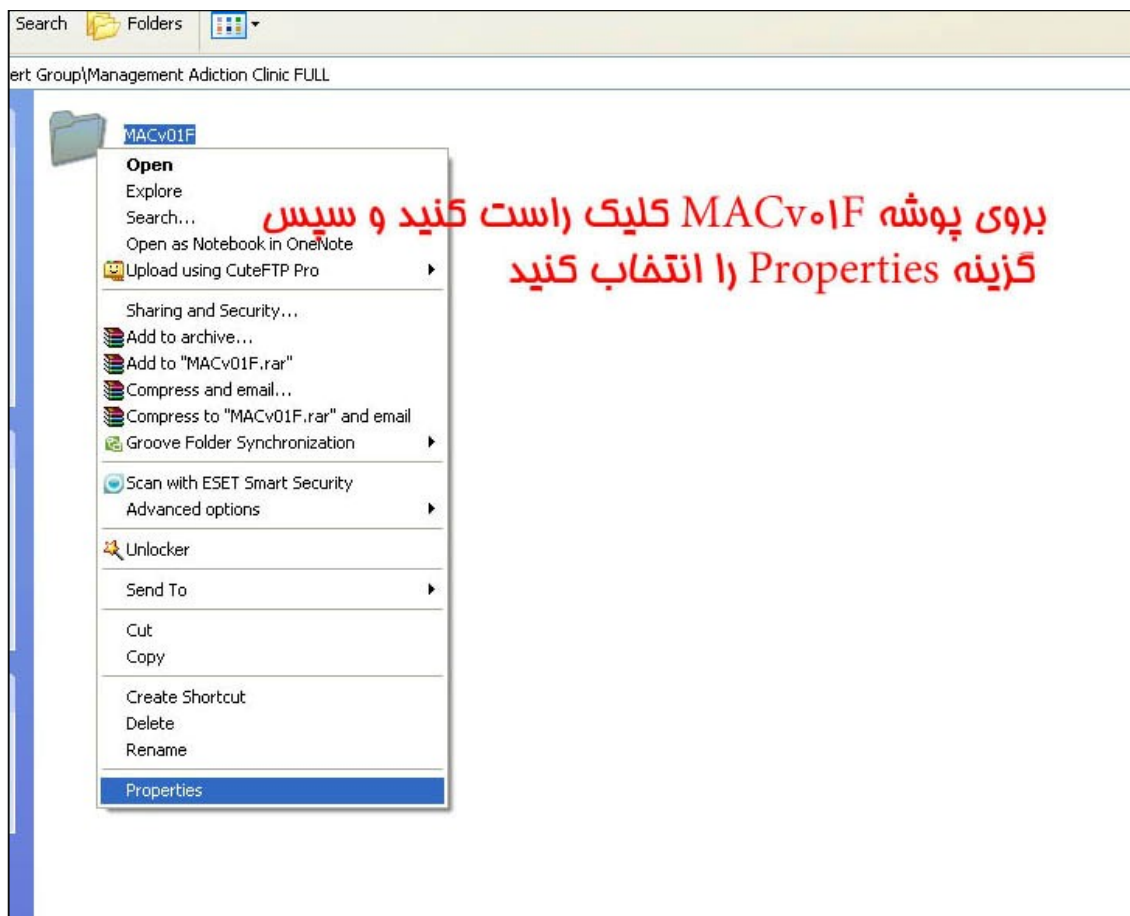 Search Folders
ert Group\Management Adiction Clinic FULL
MACv01F
Open
Explore
Search...
Open as Notebook in OneNote
Upload using CuteFTP Pro
Sharing and Security...
Add to archive...
Add to "MACv01F.rar"
Compress and email...
Compress to "MACv01F.rar" and email
Groove Folder Synchronization
Scan with ESET Smart Security
Advanced options
Unlocker
Send To
Cut
Copy
Create Shortcut
Delete
Rename
Properties
بروی پوشه MACv۰۱F کلیک راست کنید و سپس
گزینه Properties را انتخاب کنید